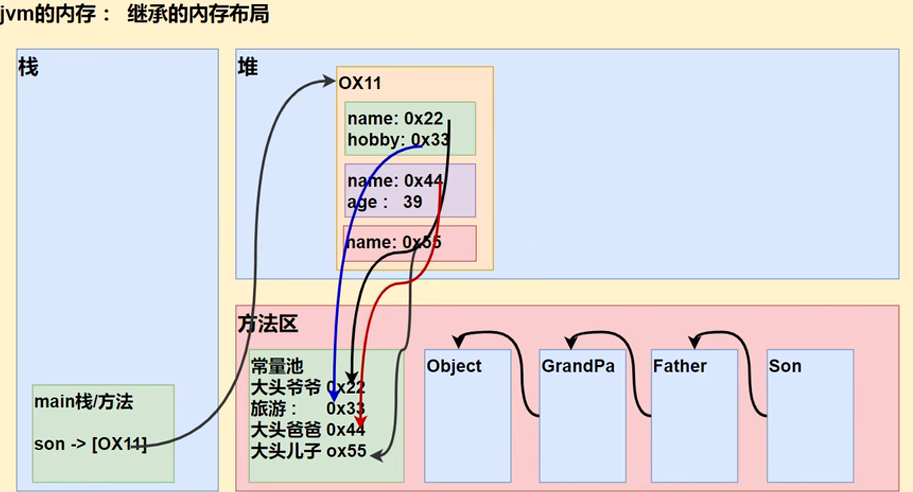 jvm的内存： 继承的内存布局
栈
堆
OX11
name: 0x22
hobby: 0x33
name: 0x44
age： 39
name: 0x55
方法区
常量池
大头爷爷 0x22
旅游： 0x33
大头爸爸 0x44
大头儿子 ox55
Object
GrandPa
Father
Son
main栈/方法
son -> [OX11]